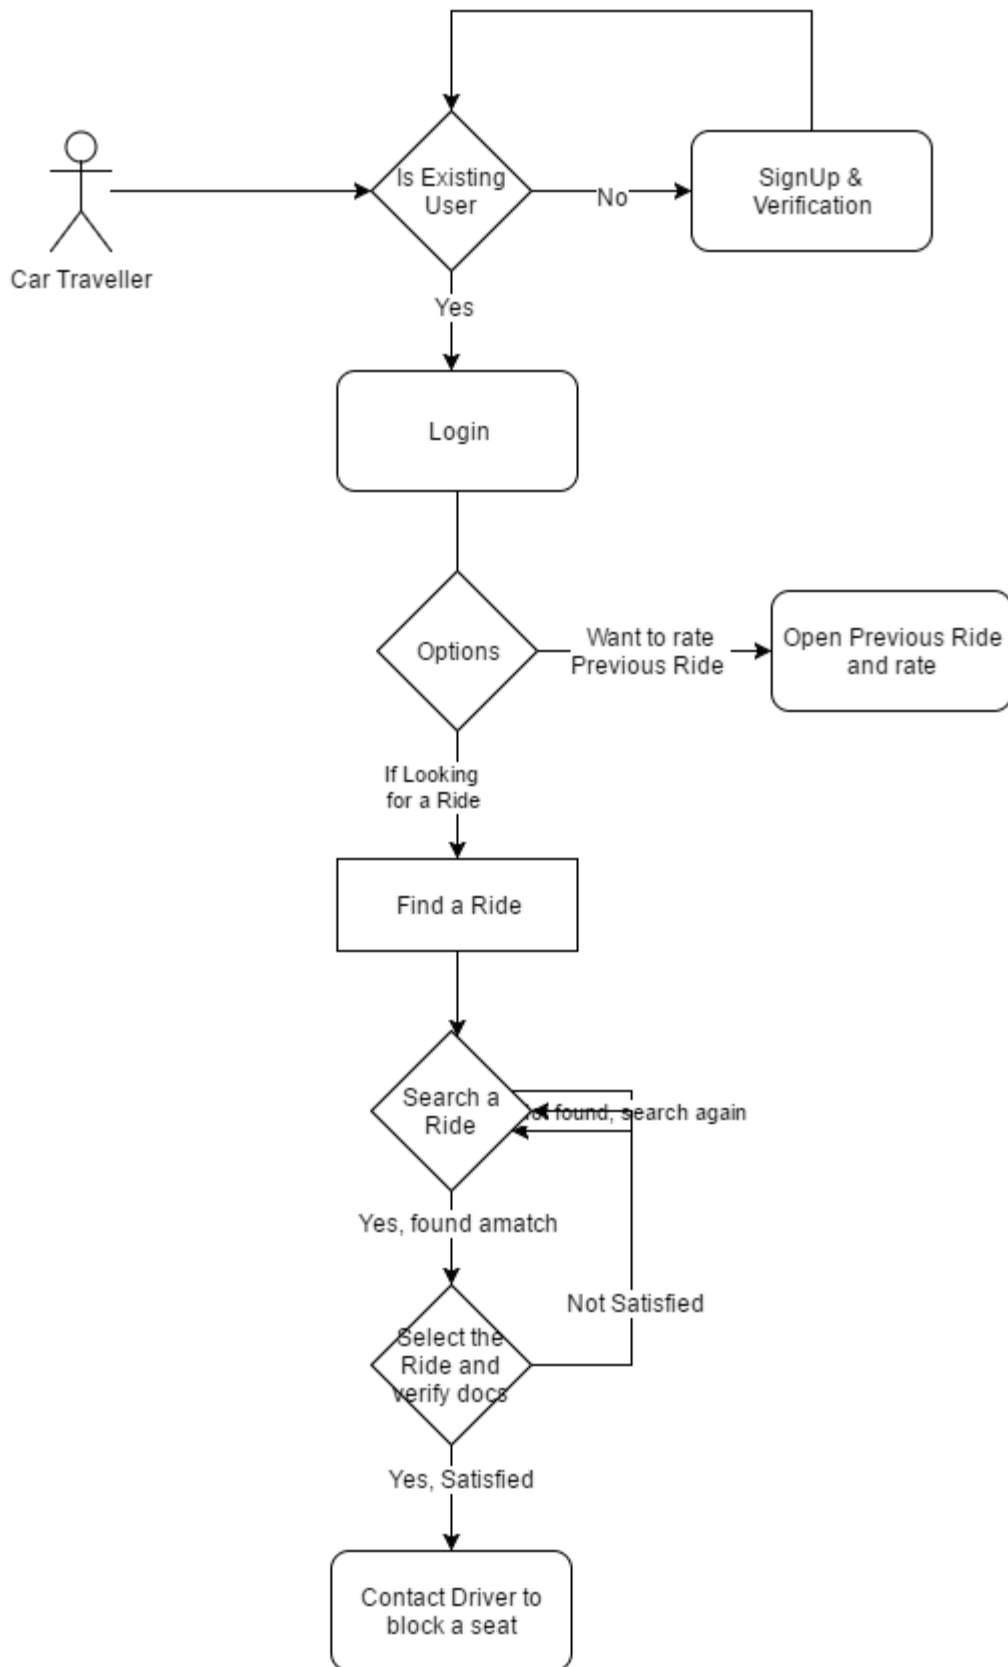 Is Existing
User
No
SignUp &
Verification
Car Traveller
Yes
Login
Options
Want to rate
Previous Ride
Open Previous Ride
and rate
If Looking
for a Ride
Find a Ride
Search a
Ride
found, search again
Yes, found amatch
Not Satisfied
Select the
Ride and
verify docs
Yes, Satisfied
Contact Driver to
block a seat